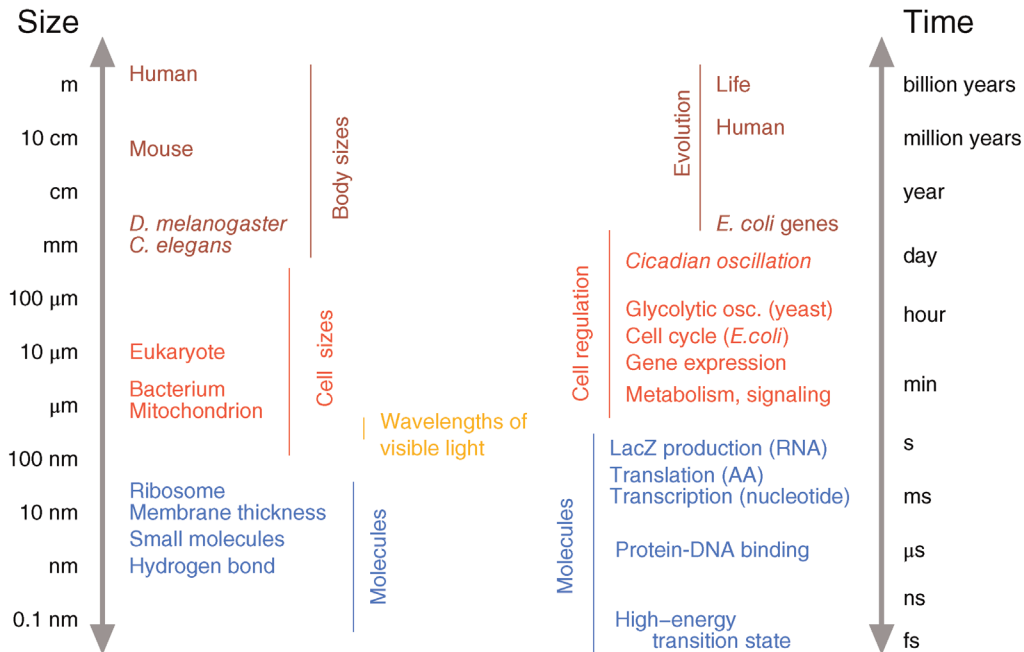 Size
m
10 cm
cm
mm
100 μm
10 μm
μm
100 nm
10 nm
nm
0.1 nm
Human
Mouse
D. melanogaster
C. elegans
Body sizes
Eukaryote
Bacterium
Mitochondrion
Cell sizes
Wavelengths of
visible light
Ribosome
Membrane thickness
Small molecules
Hydrogen bond
Molecules
Evolution
Life
Human
E. coli genes
Cell regulation
Cicadian oscillation
Glycolytic osc. (yeast)
Cell cycle (E.coli)
Gene expression
Metabolism, signaling
Molecules
LacZ production (RNA)
Translation (AA)
Transcription (nucleotide)
Protein-DNA binding
High−energy
transition state
Time
billion years
million years
year
day
hour
min
s
ms
μs
ns
fs